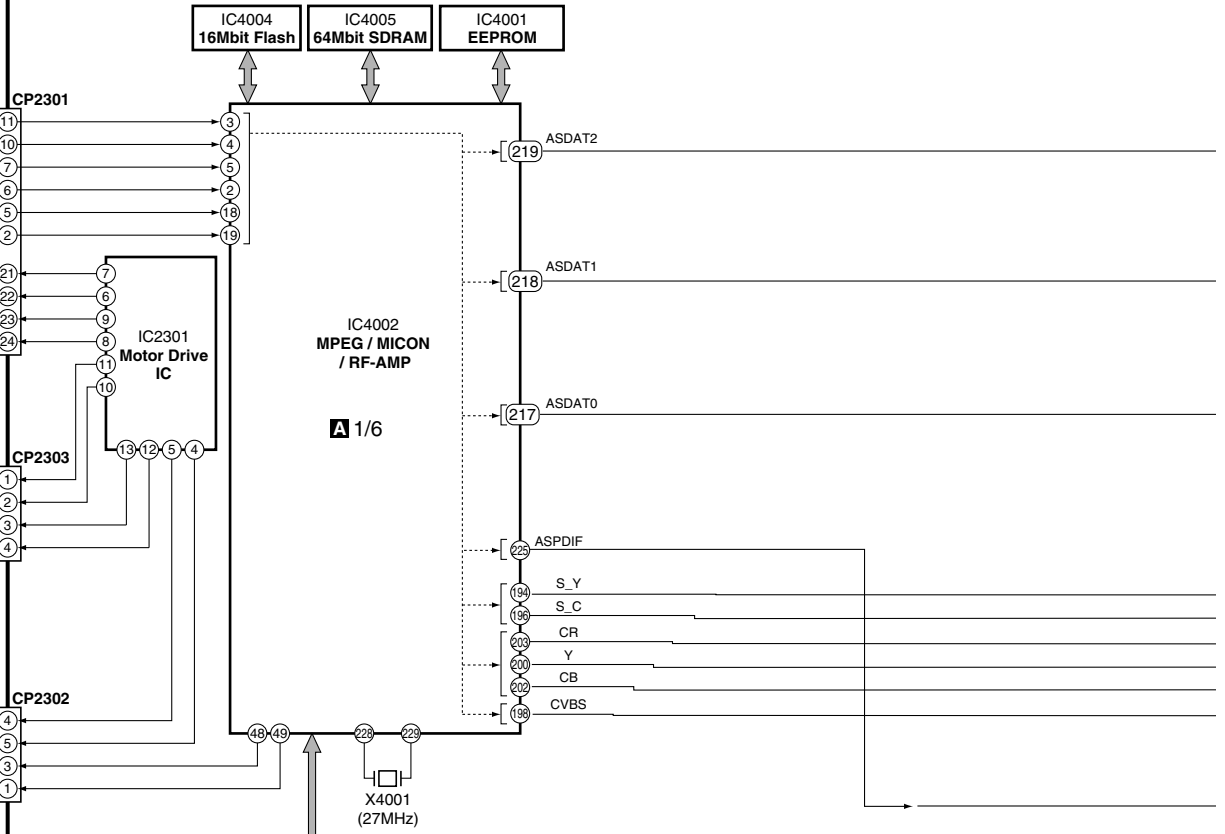 IC4004
16Mbit Flash
IC4005
64Mbit SDRAM
IC4001
EEPROM
CP2301
11
10
7
6
5
2
21
22
23
24
3
4
5
2
18
19
7
6
9
8
11
10
IC2301
Motor Drive
IC
13
12
5
4
IC4002
MPEG / MICON
/ RF-AMP
A 1/6
219
ASDAT2
218
ASDAT1
217
ASDAT0
225
ASPDIF
194
S_Y
196
S_C
203
CR
200
Y
202
CB
198
CVBS
CP2303
1
2
3
4
CP2302
4
5
3
1
48
49
228
229
X4001
(27MHz)